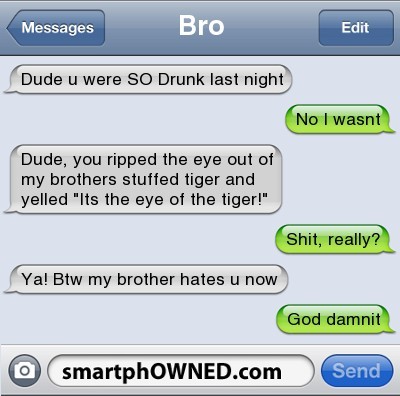 Messages
Bro
Edit
Dude u were SO Drunk last night
No I wasnt
Dude, you ripped the eye out of
my brothers stuffed tiger and
yelled "Its the eye of the tiger!"
Shit, really?
Ya! Btw my brother hates u now
God damnit
smartphOWNED.com
Send